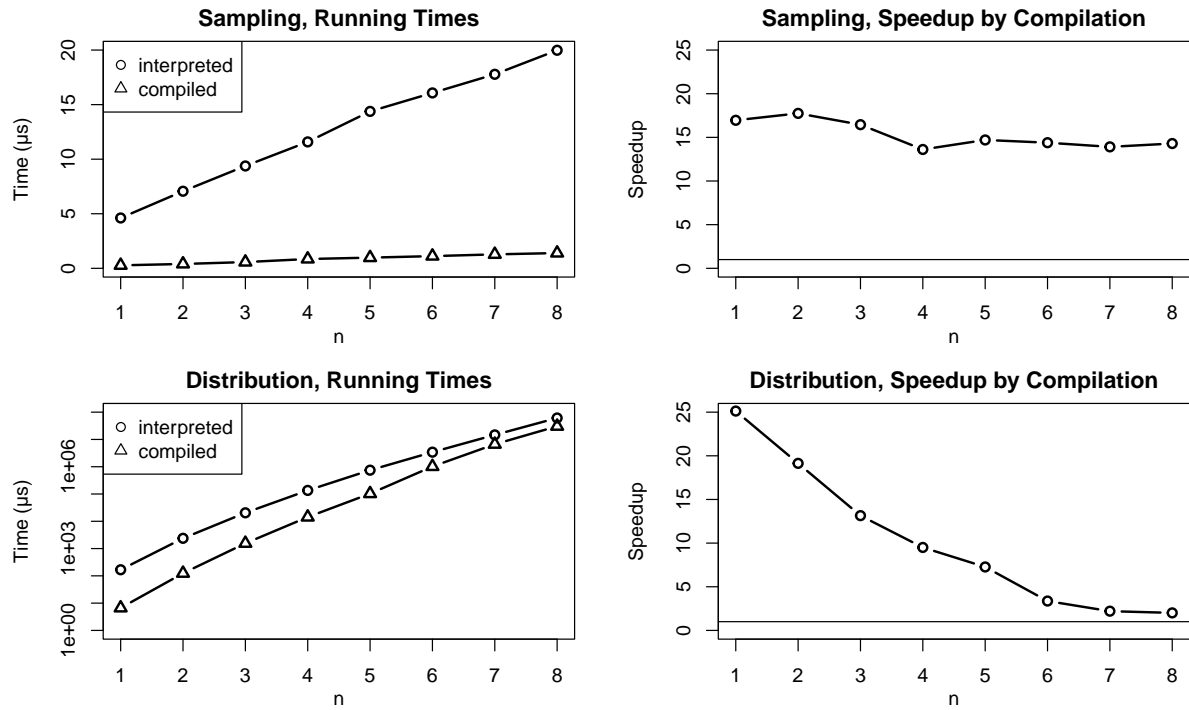 Sampling, Running Times
interpreted
compiled
Time (µs)
20
15
10
5
0
1 2 3 4 5 6 7 8
n
Sampling, Speedup by Compilation
Speedup
25
20
15
10
5
0
1 2 3 4 5 6 7 8
n
Distribution, Running Times
interpreted
compiled
Time (µs)
1e+06
1e+03
1e+00
1 2 3 4 5 6 7 8
n
Distribution, Speedup by Compilation
Speedup
25
20
15
10
5
0
1 2 3 4 5 6 7 8
n